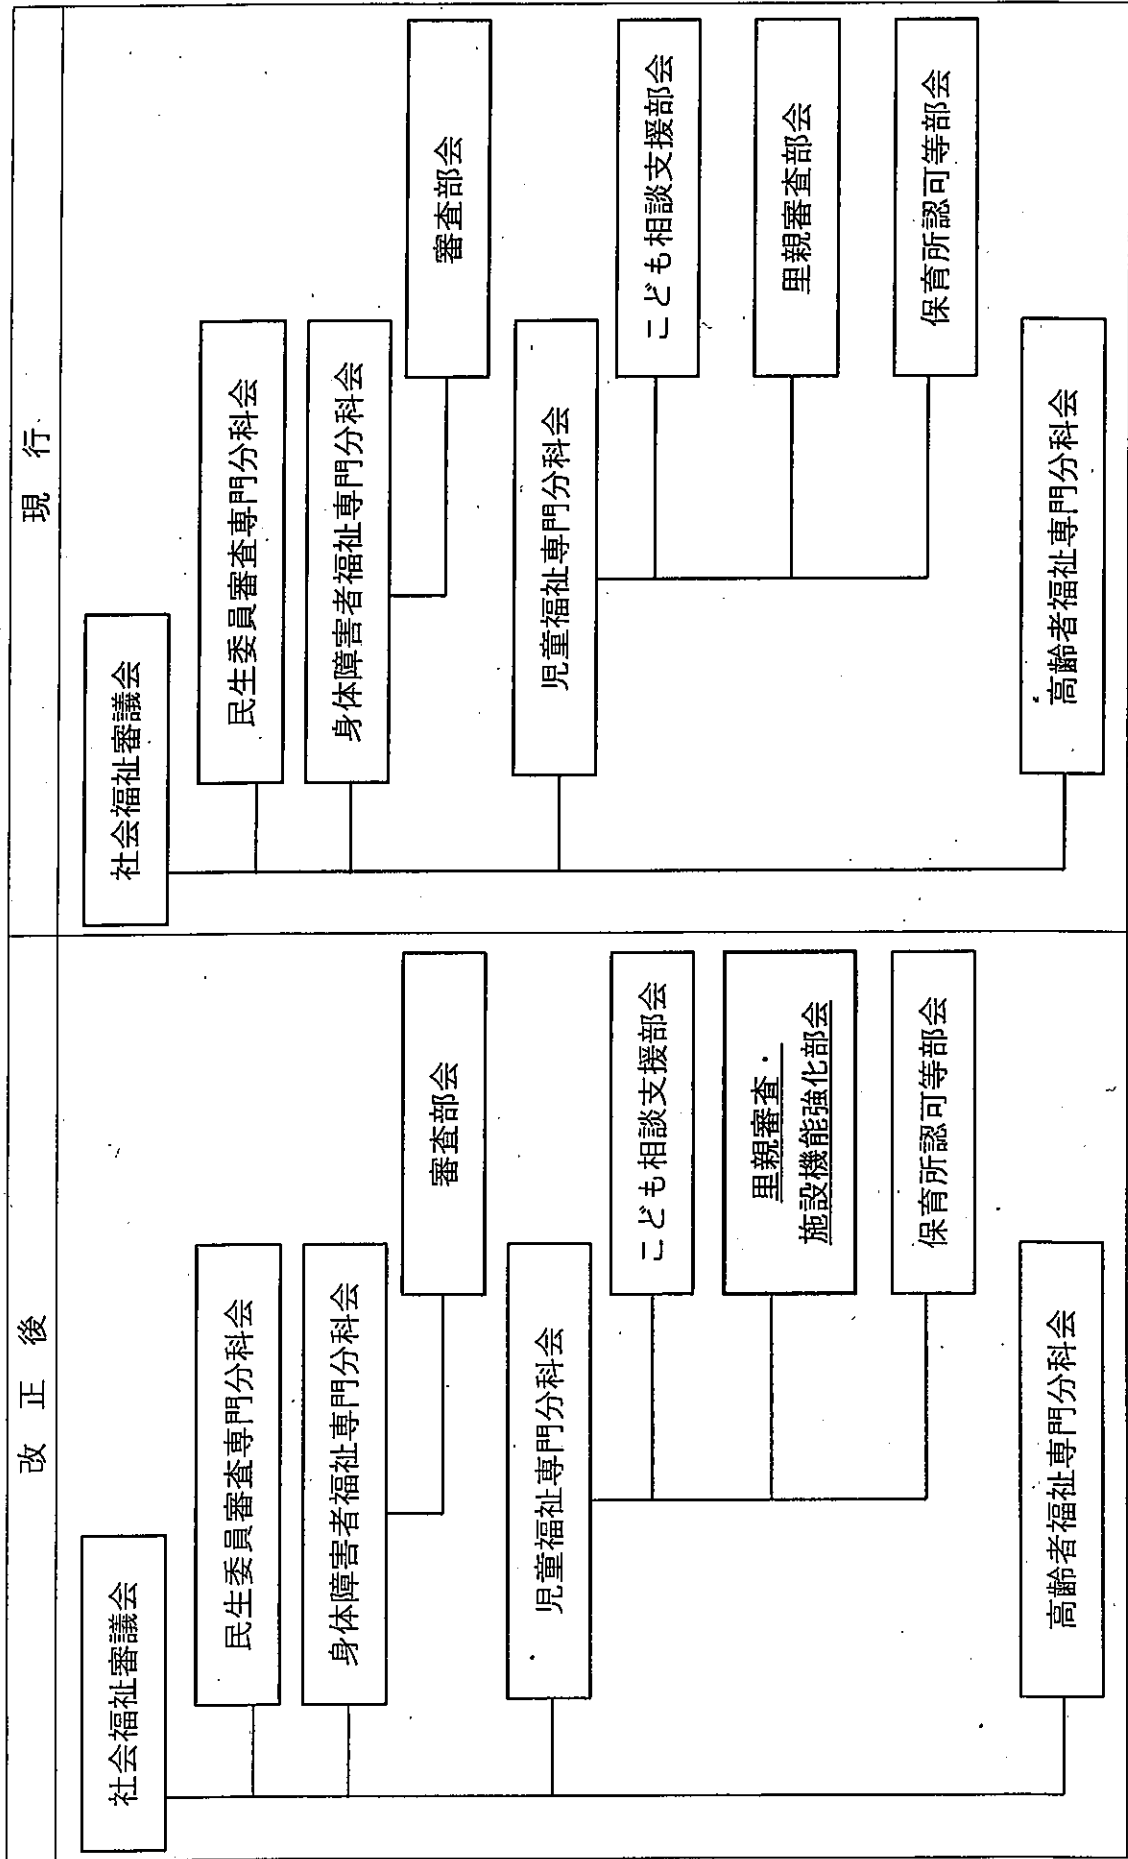 改 正 後
社会福祉審議会
民生委員審査専門分科会
身体障害者福祉専門分科会
審査部会
児童福祉専門分科会
こども相談支援部会
里親審査・
施設機能強化部会
保育所認可等部会
高齢者福祉専門分科会
現 行
社会福祉審議会
民生委員審査専門分科会
身体障害者福祉専門分科会
審査部会
児童福祉専門分科会
こども相談支援部会
里親審査部会
保育所認可等部会
高齢者福祉専門分科会